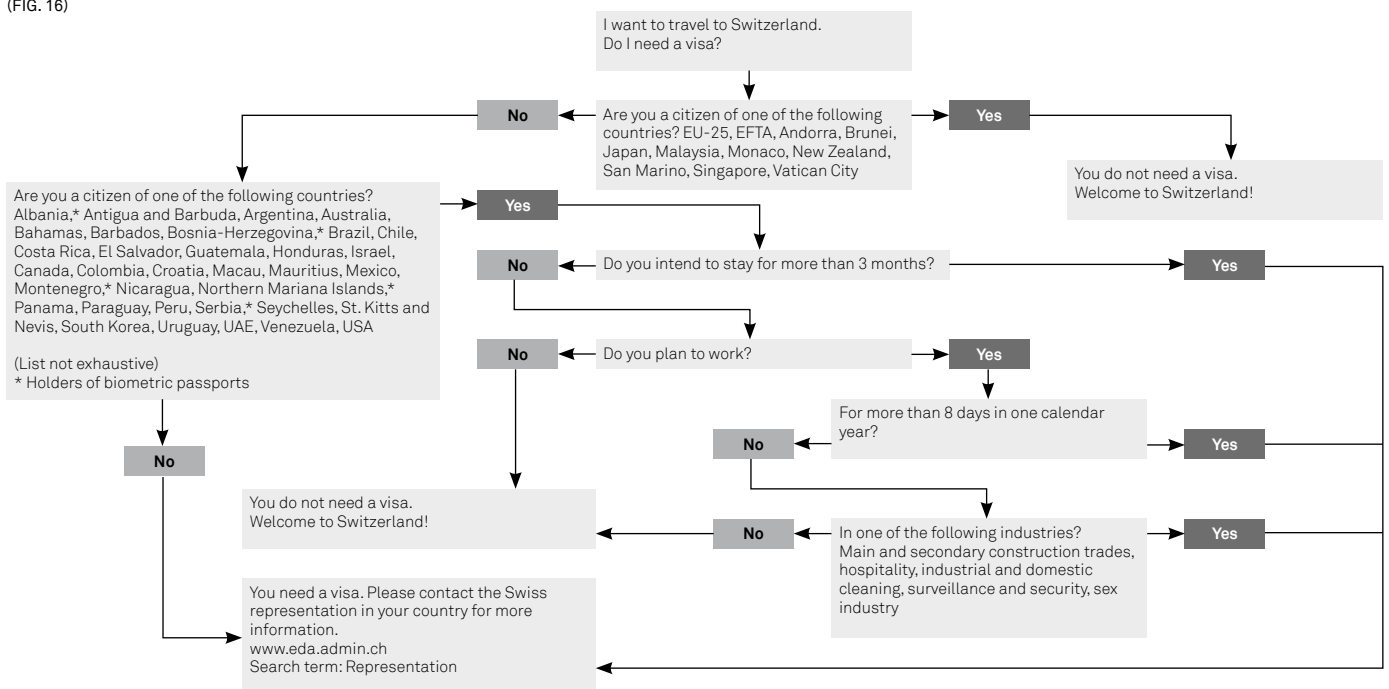 (FIG. 16)
I want to travel to Switzerland.
Do I need a visa?
No
Are you a citizen of one of the following
countries? EU-25, EFTA, Andorra, Brunei,
Japan, Malaysia, Monaco, New Zealand,
San Marino, Singapore, Vatican City
Yes
You do not need a visa.
Welcome to Switzerland!
Are you a citizen of one of the following countries?
Albania,* Antigua and Barbuda, Argentina, Australia,
Bahamas, Barbados, Bosnia-Herzegovina,* Brazil, Chile,
Costa Rica, El Salvador, Guatemala, Honduras, Israel,
Canada, Colombia, Croatia, Macau, Mauritius, Mexico,
Montenegro,* Nicaragua, Northern Mariana Islands,*
Panama, Paraguay, Peru, Serbia,* Seychelles, St. Kitts and
Nevis, South Korea, Uruguay, UAE, Venezuela, USA
(List not exhaustive)
* Holders of biometric passports
Yes
No
Do you intend to stay for more than 3 months?
Yes
No
Do you plan to work?
Yes
For more than 8 days in one calendar
year?
No
Yes
No
You do not need a visa.
Welcome to Switzerland!
No
In one of the following industries?
Main and secondary construction trades,
hospitality, industrial and domestic
cleaning, surveillance and security, sex
industry
Yes
You need a visa. Please contact the Swiss
representation in your country for more
information.
www.eda.admin.ch
Search term: Representation